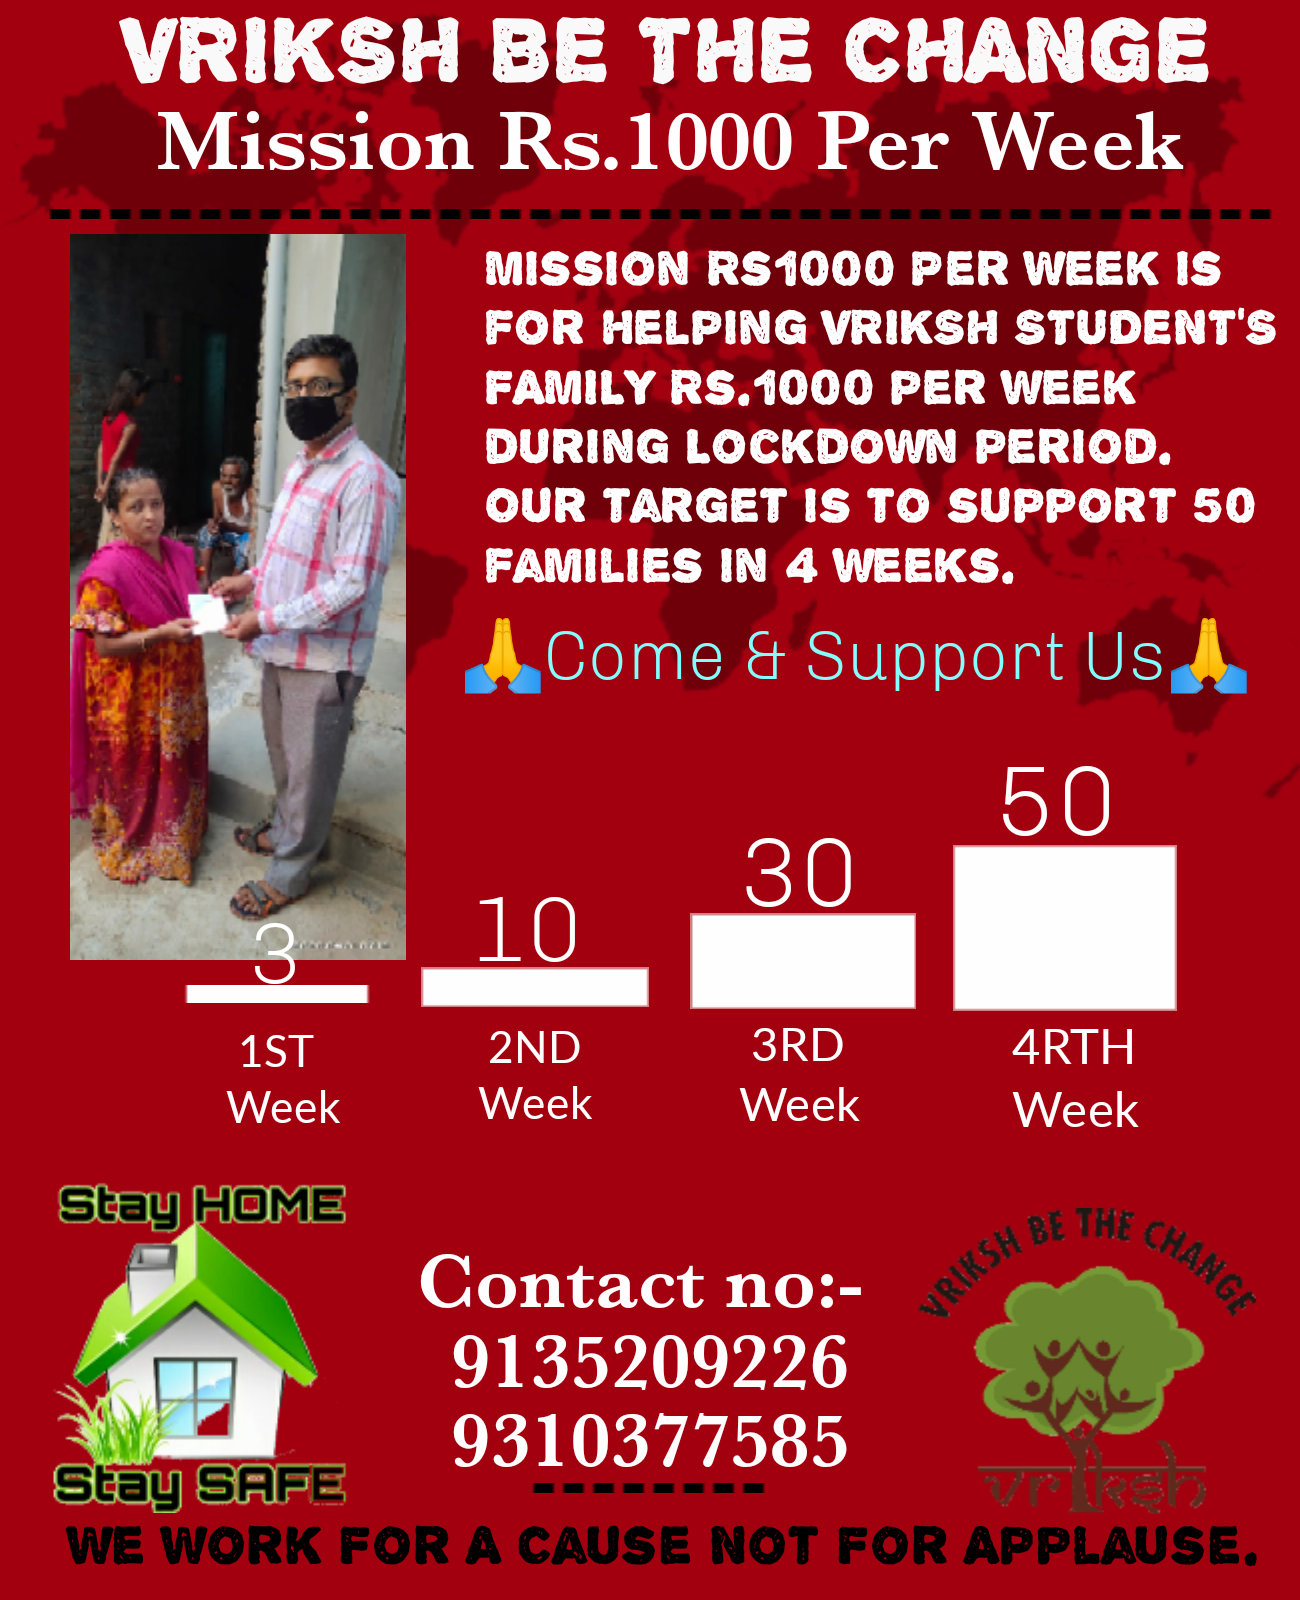 VRIKSH BE THE CHANGE
Mission Rs.1000 Per Week
MISSION RS1000 PER WEEK IS
FOR HELPING VRIKSH STUDENT'S
FAMILY RS.1000 PER WEEK
DURING LOCKDOWN PERIOD.
OUR TARGET IS TO SUPPORT 50
FAMILIES IN 4 WEEKS.
🙏Come & Support Us🙏
3
10
30
50
1ST
Week
2ND
Week
3RD
Week
4RTH
Week
Stay HOME
Stay SAFE
Contact no:-
9135209226
9310377585
VRIKSH BE THE CHANGE
vriksh
WE WORK FOR A CAUSE NOT FOR APPLAUSE.